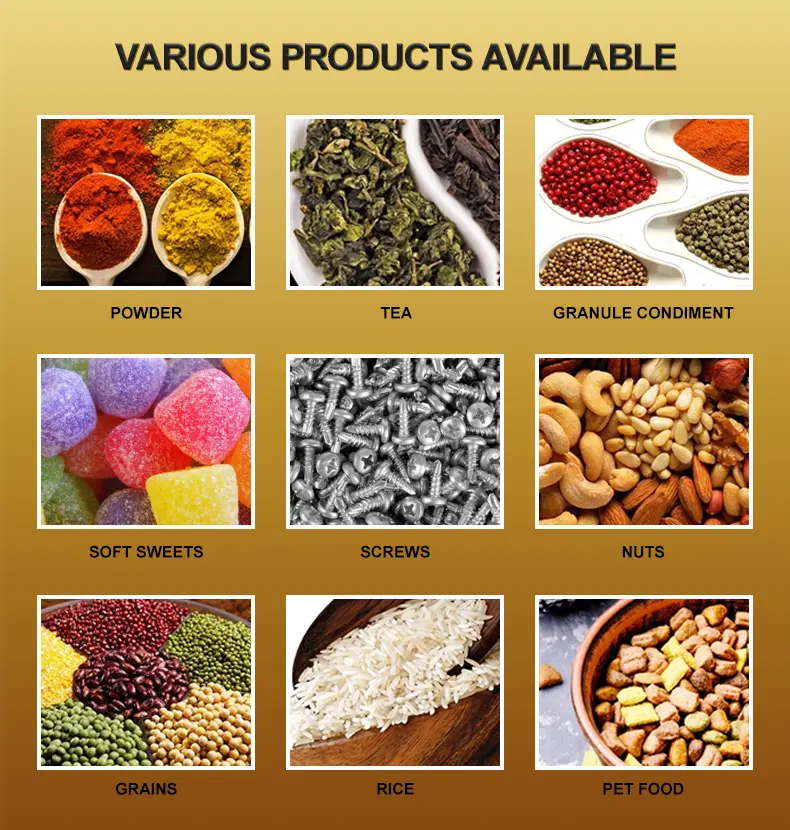 VARIOUS PRODUCTS AVAILABLE
POWDER
TEA
GRANULE CONDIMENT
SOFT SWEETS
SCREWS
NUTS
GRAINS
RICE
PET FOOD